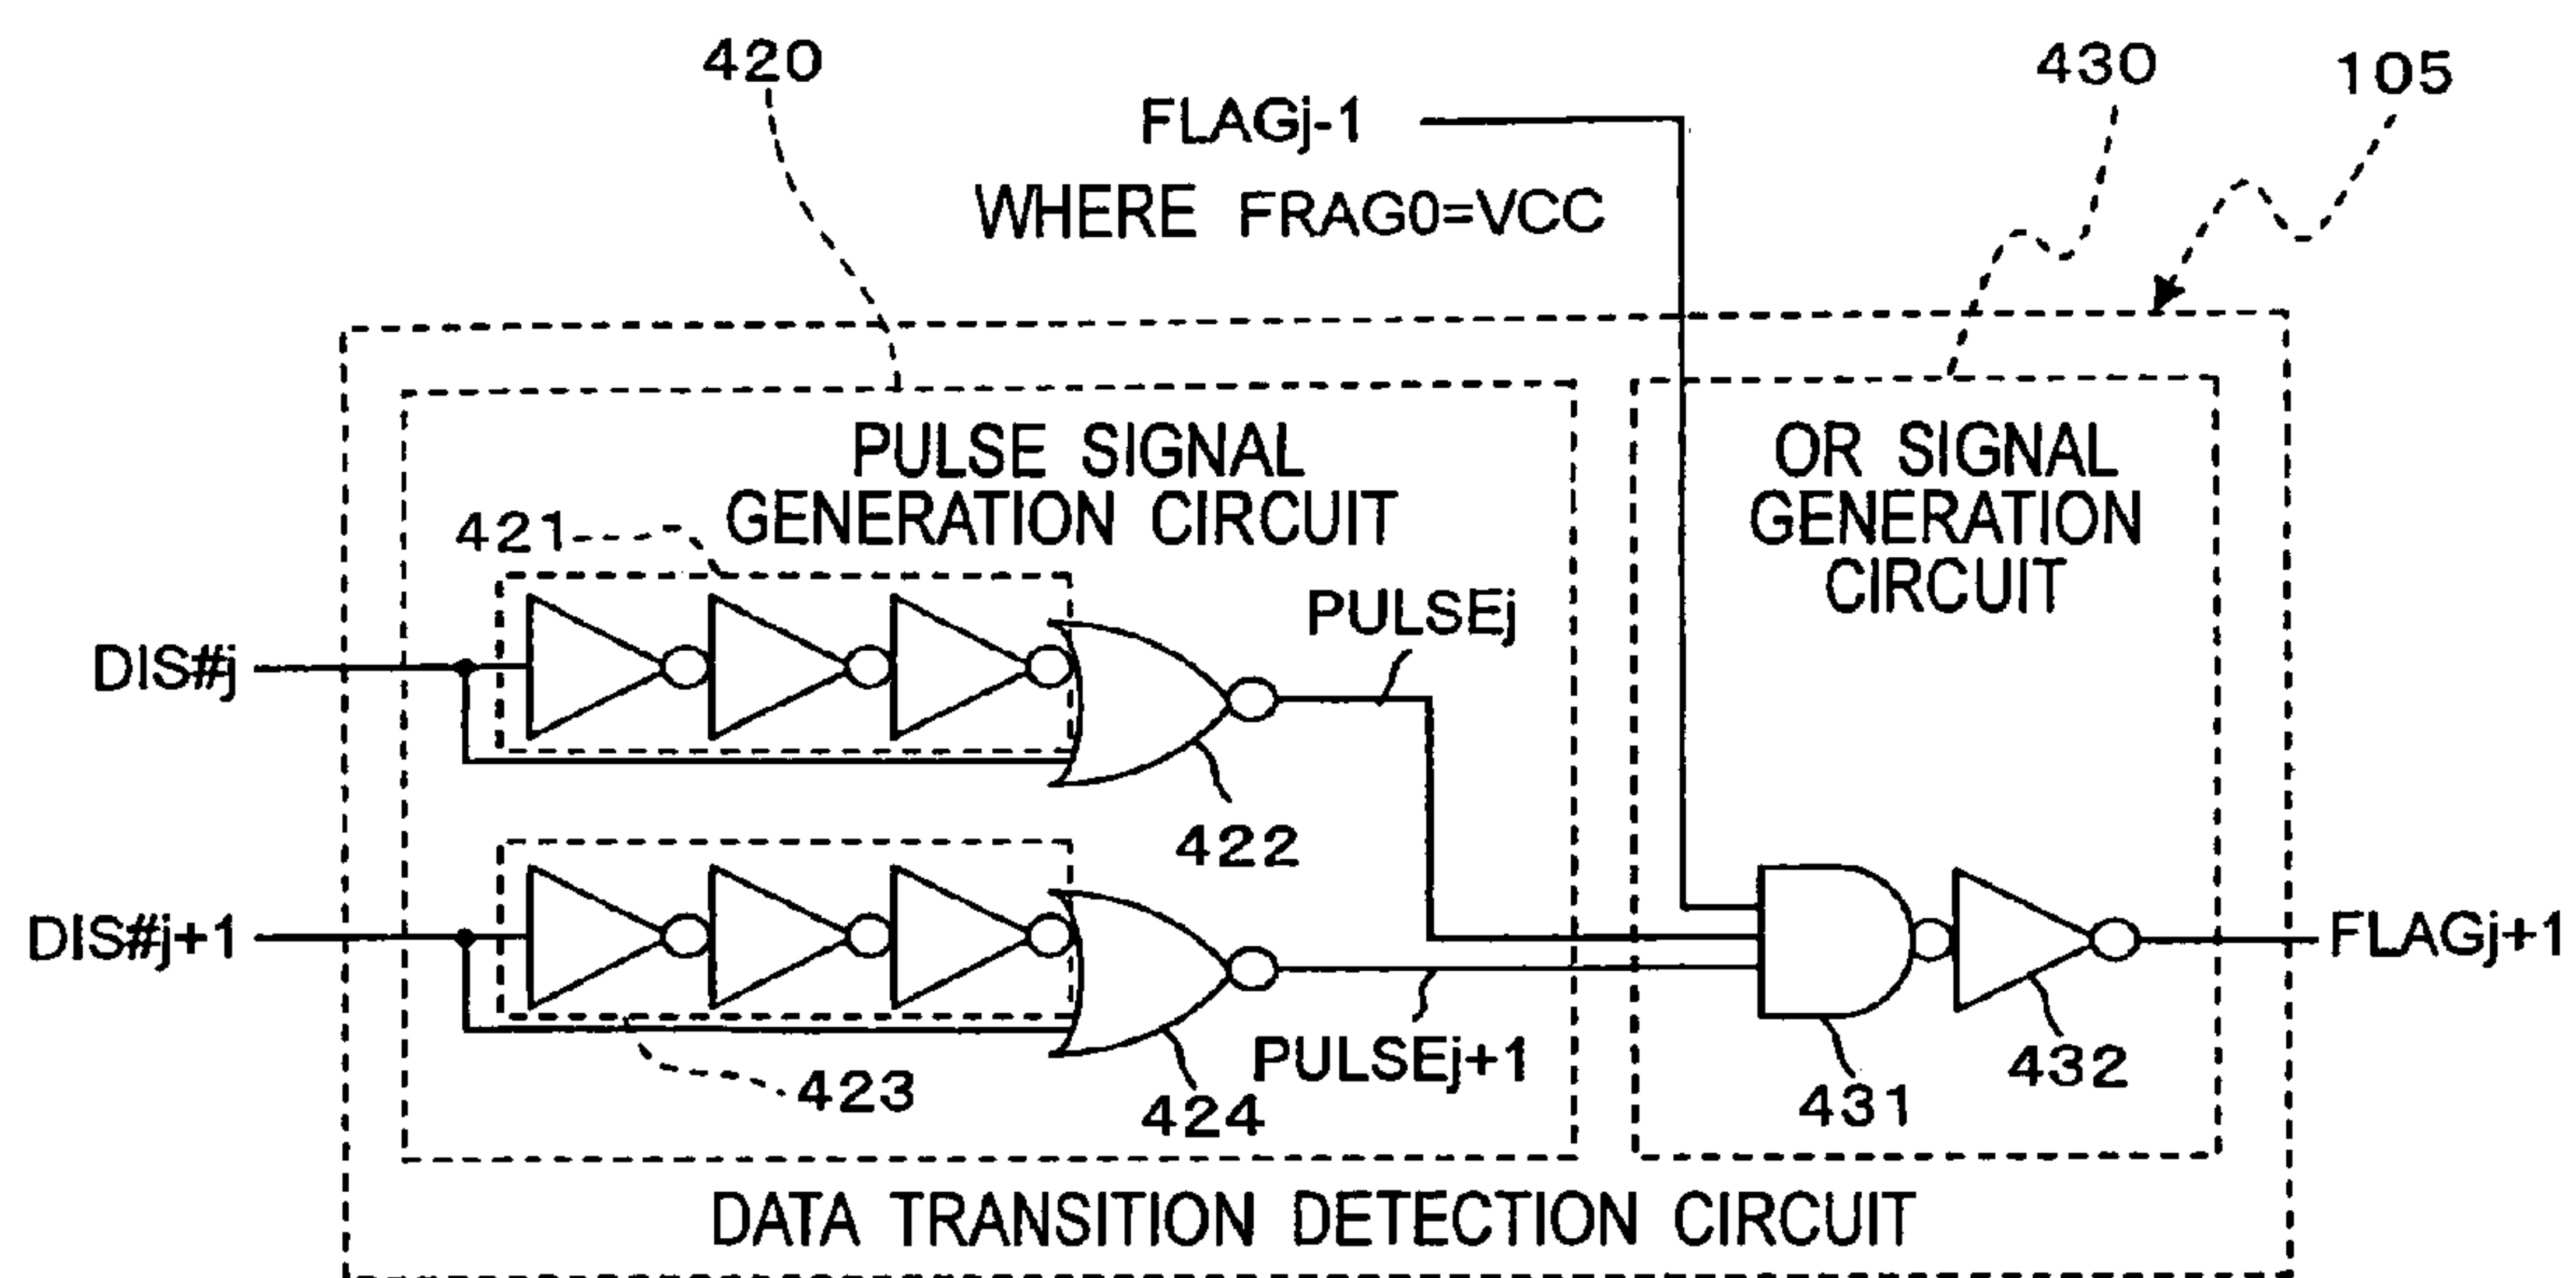 420
430
105
FLAGj-1
WHERE FRAG0=VCC
PULSE SIGNAL
GENERATION CIRCUIT
OR SIGNAL
GENERATION
CIRCUIT
421
PULSEj
DIS#j
422
DIS#j+1
FLAGj+1
PULSEj+1
423
424
431
432
DATA TRANSITION DETECTION CIRCUIT